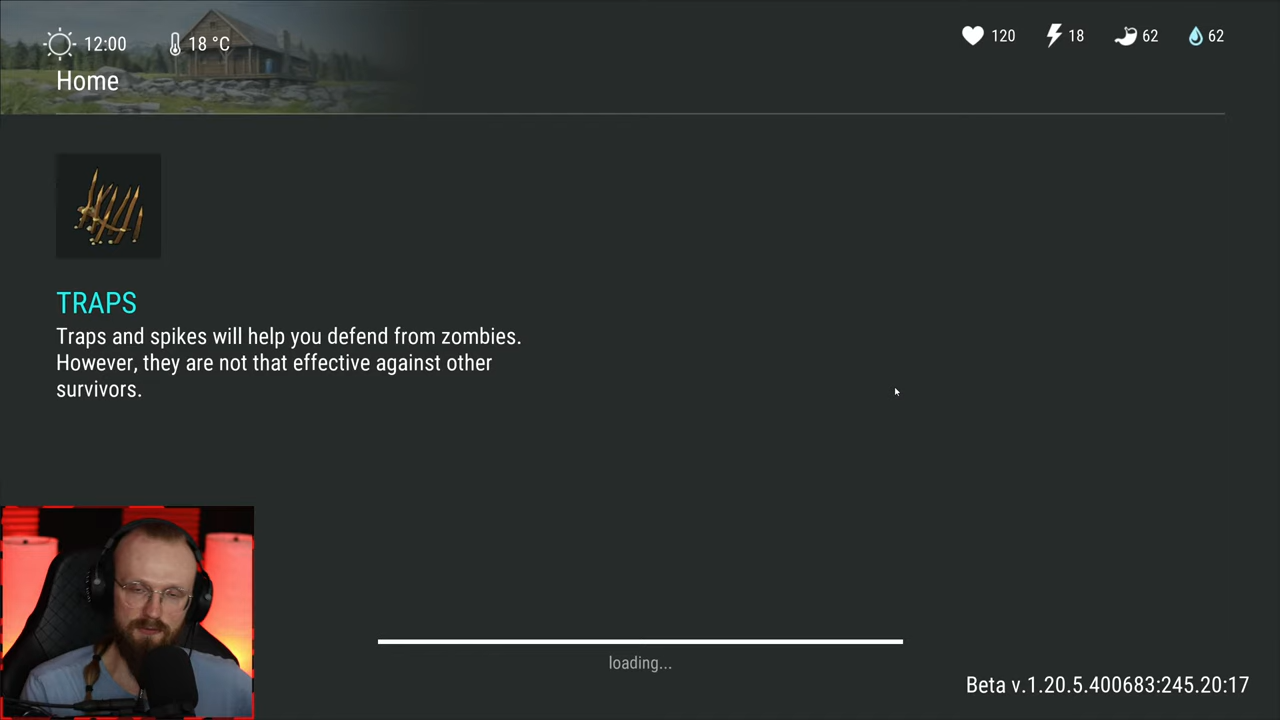 12:00 18 °C
Home
120 18 62 62
TRAPS
Traps and spikes will help you defend from zombies.
However, they are not that effective against other
survivors.
loading...
Beta v.1.20.5.400683:245.20:17